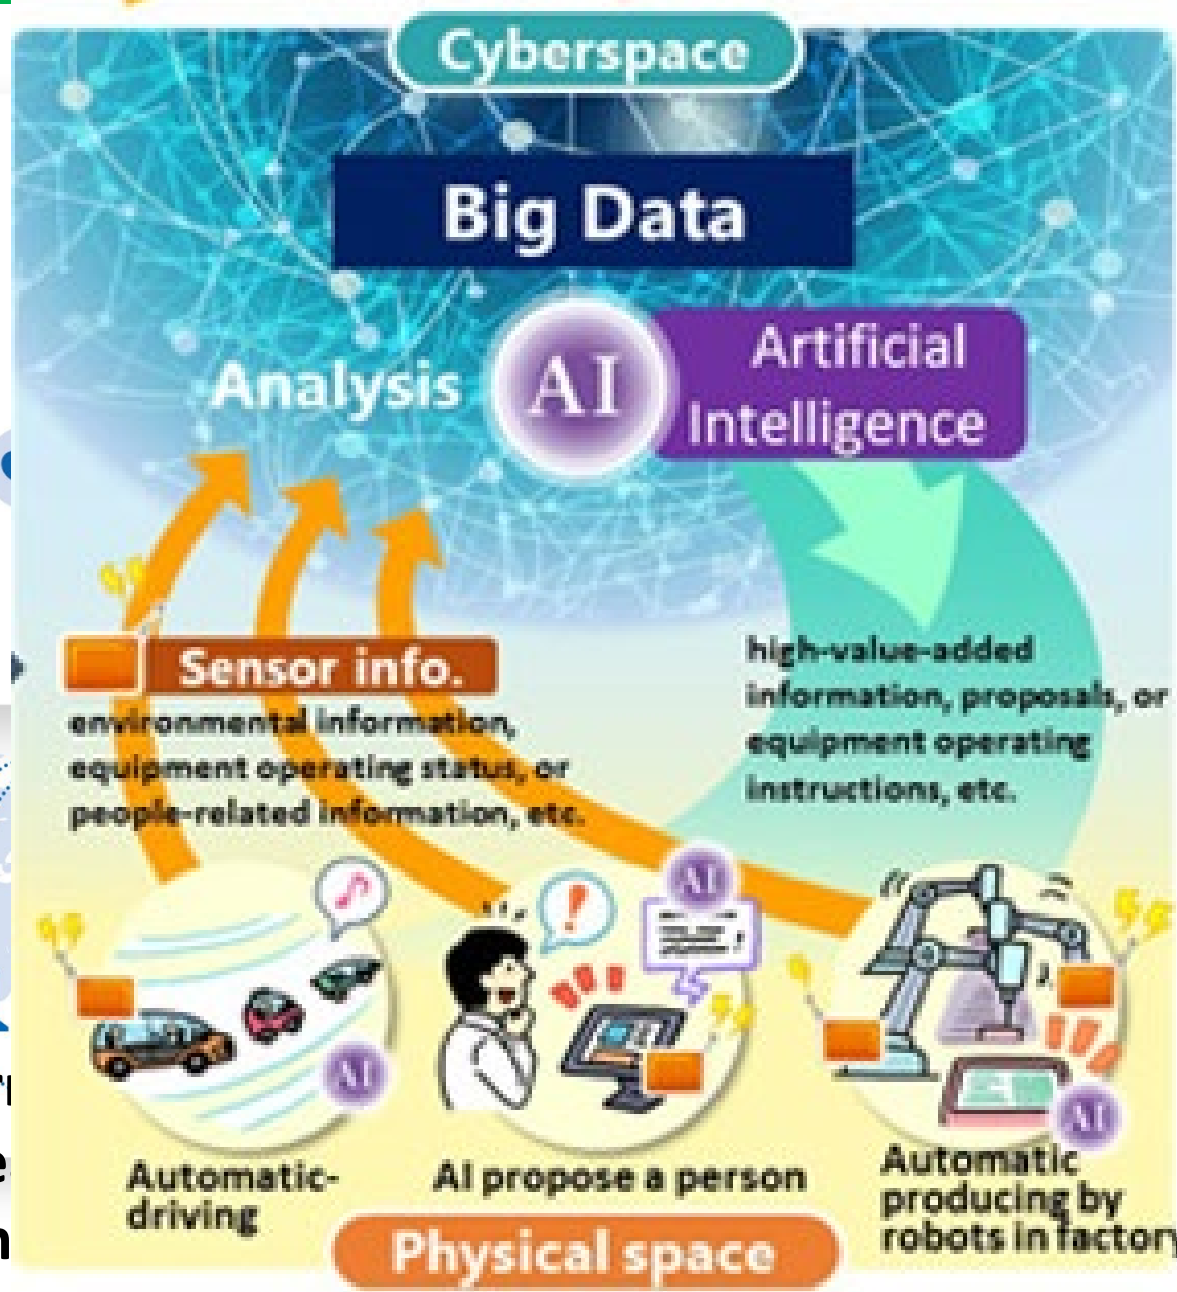 Cyberspace
Big Data
Analysis
AI
Artificial
Intelligence
Sensor info.
environmental information,
equipment operating status, or
people-related information, etc.
high-value-added
information, proposals, or
equipment operating
instructions, etc.
AI
!
AI
AI
Automatic-
driving
AI propose a person
Automatic
producing by
robots in factory
Physical space